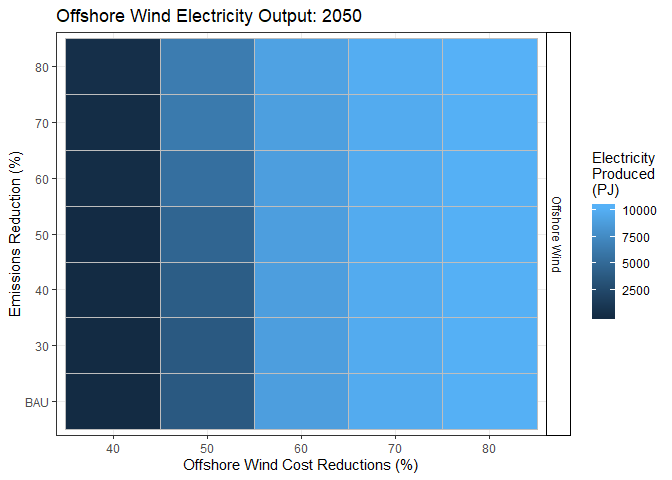 Offshore Wind Electricity Output: 2050
Emissions Reduction (%)
80
70
60
50
40
30
BAU
40 50 60 70 80
Offshore Wind Cost Reductions (%)
Offshore Wind
Electricity
Produced
(PJ)
10000
7500
5000
2500